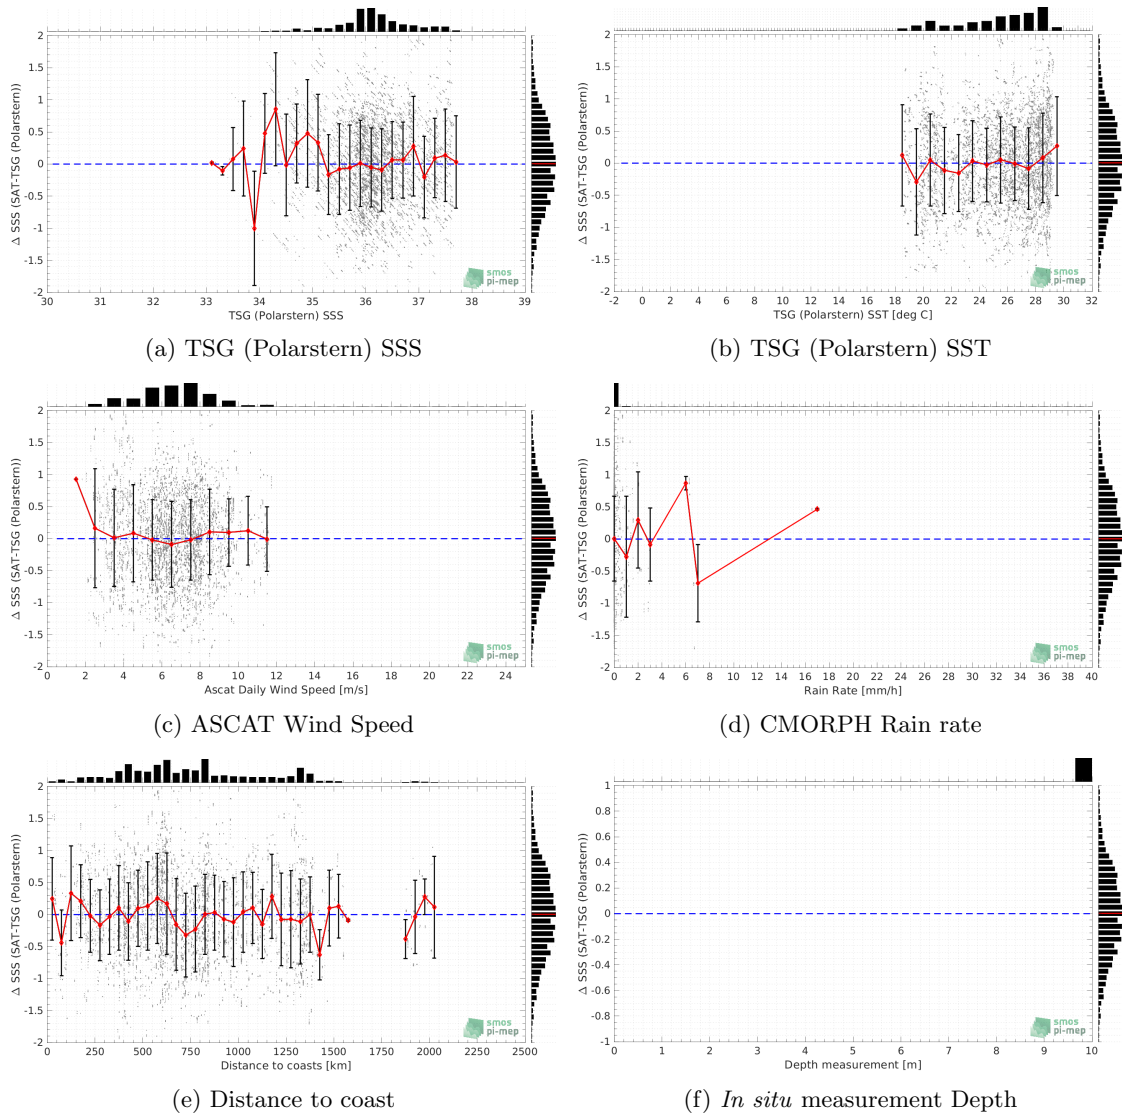 2
1.5
1
0.5
0
-0.5
-1
-1.5
-2
Δ SSS (SAT-TSG (Polarstern))
30 31 32 33 34 35 36 37 38 39
TSG (Polarstern) SSS
smos
pi-mep
(a) TSG (Polarstern) SSS
2
1.5
1
0.5
0
-0.5
-1
-1.5
-2
Δ SSS (SAT-TSG (Polarstern))
-2 0 2 4 6 8 10 12 14 16 18 20 22 24 26 28 30 32
TSG (Polarstern) SST [deg C]
smos
pi-mep
(b) TSG (Polarstern) SST
2
1.5
1
0.5
0
-0.5
-1
-1.5
-2
Δ SSS (SAT-TSG (Polarstern))
0 2 4 6 8 10 12 14 16 18 20 22 24
Ascat Daily Wind Speed [m/s]
smos
pi-mep
(c) ASCAT Wind Speed
2
1.5
1
0.5
0
-0.5
-1
-1.5
-2
Δ SSS (SAT-TSG (Polarstern))
0 2 4 6 8 10 12 14 16 18 20 22 24 26 28 30 32 34 36 38 40
Rain Rate [mm/h]
smos
pi-mep
(d) CMORPH Rain rate
2
1.5
1
0.5
0
-0.5
-1
-1.5
-2
Δ SSS (SAT-TSG (Polarstern))
0 250 500 750 1000 1250 1500 1750 2000 2250 2500
Distance to coasts [km]
smos
pi-mep
(e) Distance to coast
1
0.8
0.6
0.4
0.2
0
-0.2
-0.4
-0.6
-0.8
-1
Δ SSS (SAT-TSG (Polarstern))
0 1 2 3 4 5 6 7 8 9 10
Depth measurement [m]
smos
pi-mep
(f) In situ measurement Depth